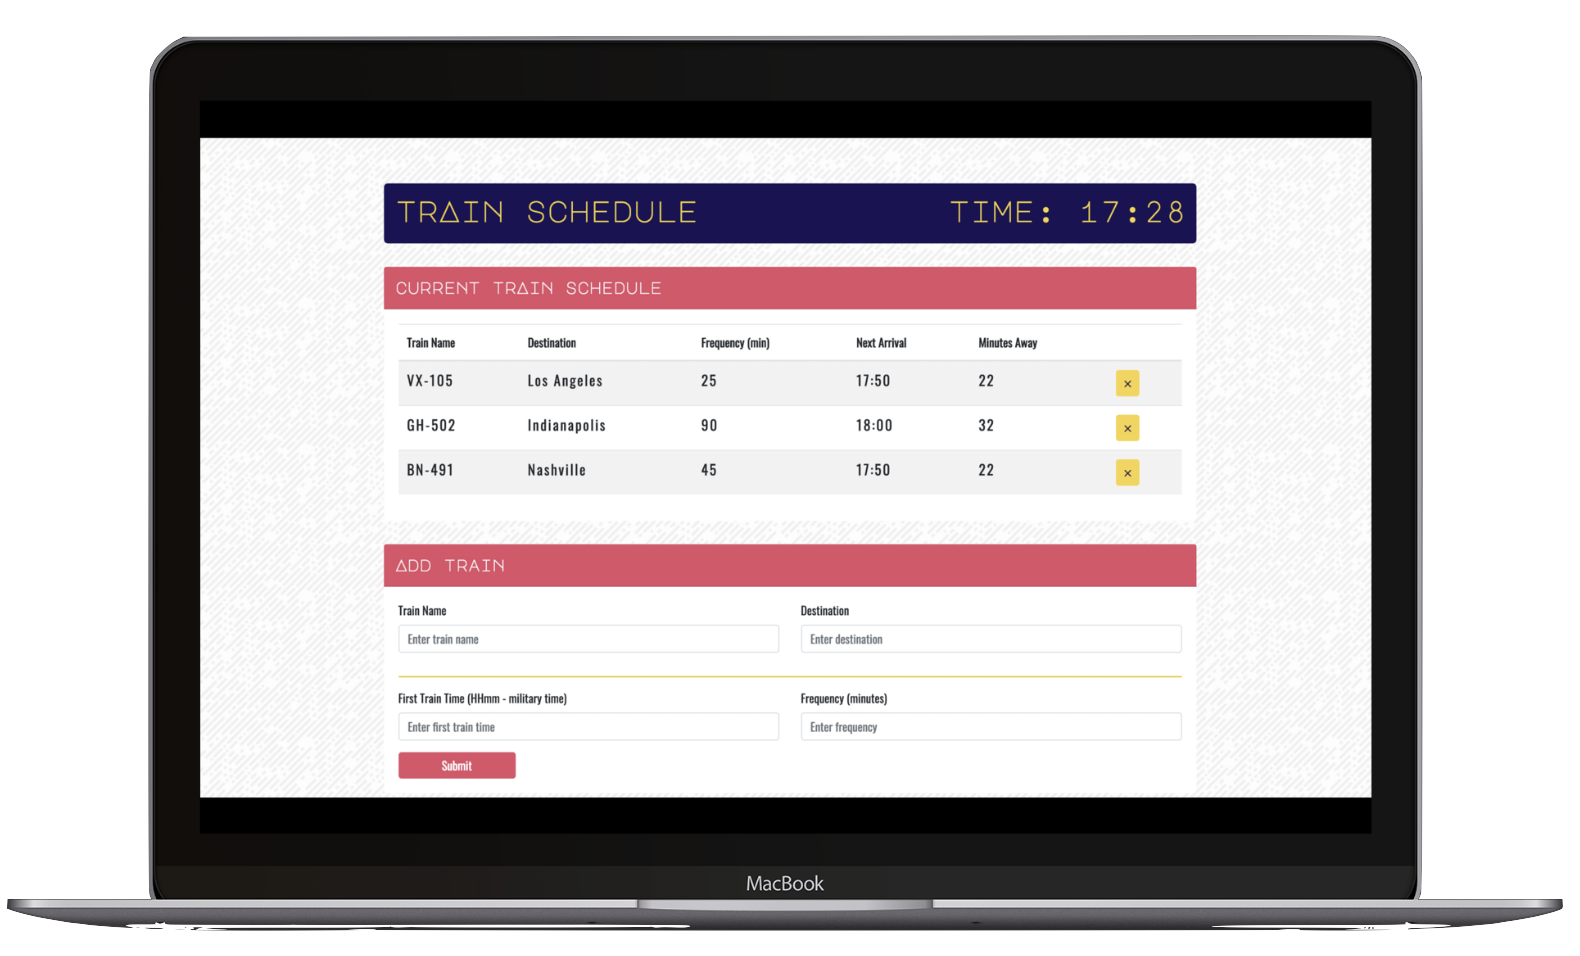 TRAIN SCHEDULE TIME: 17:28
CURRENT TRAIN SCHEDULE
Train Name Destination Frequency (min) Next Arrival Minutes Away
VX-105 Los Angeles 25 17:50 22 ×
GH-502 Indianapolis 90 18:00 32 ×
BN-491 Nashville 45 17:50 22 ×
ADD TRAIN
Train Name Destination
Enter train name Enter destination
First Train Time (HHmm - military time) Frequency (minutes)
Enter first train time Enter frequency
Submit
MacBook